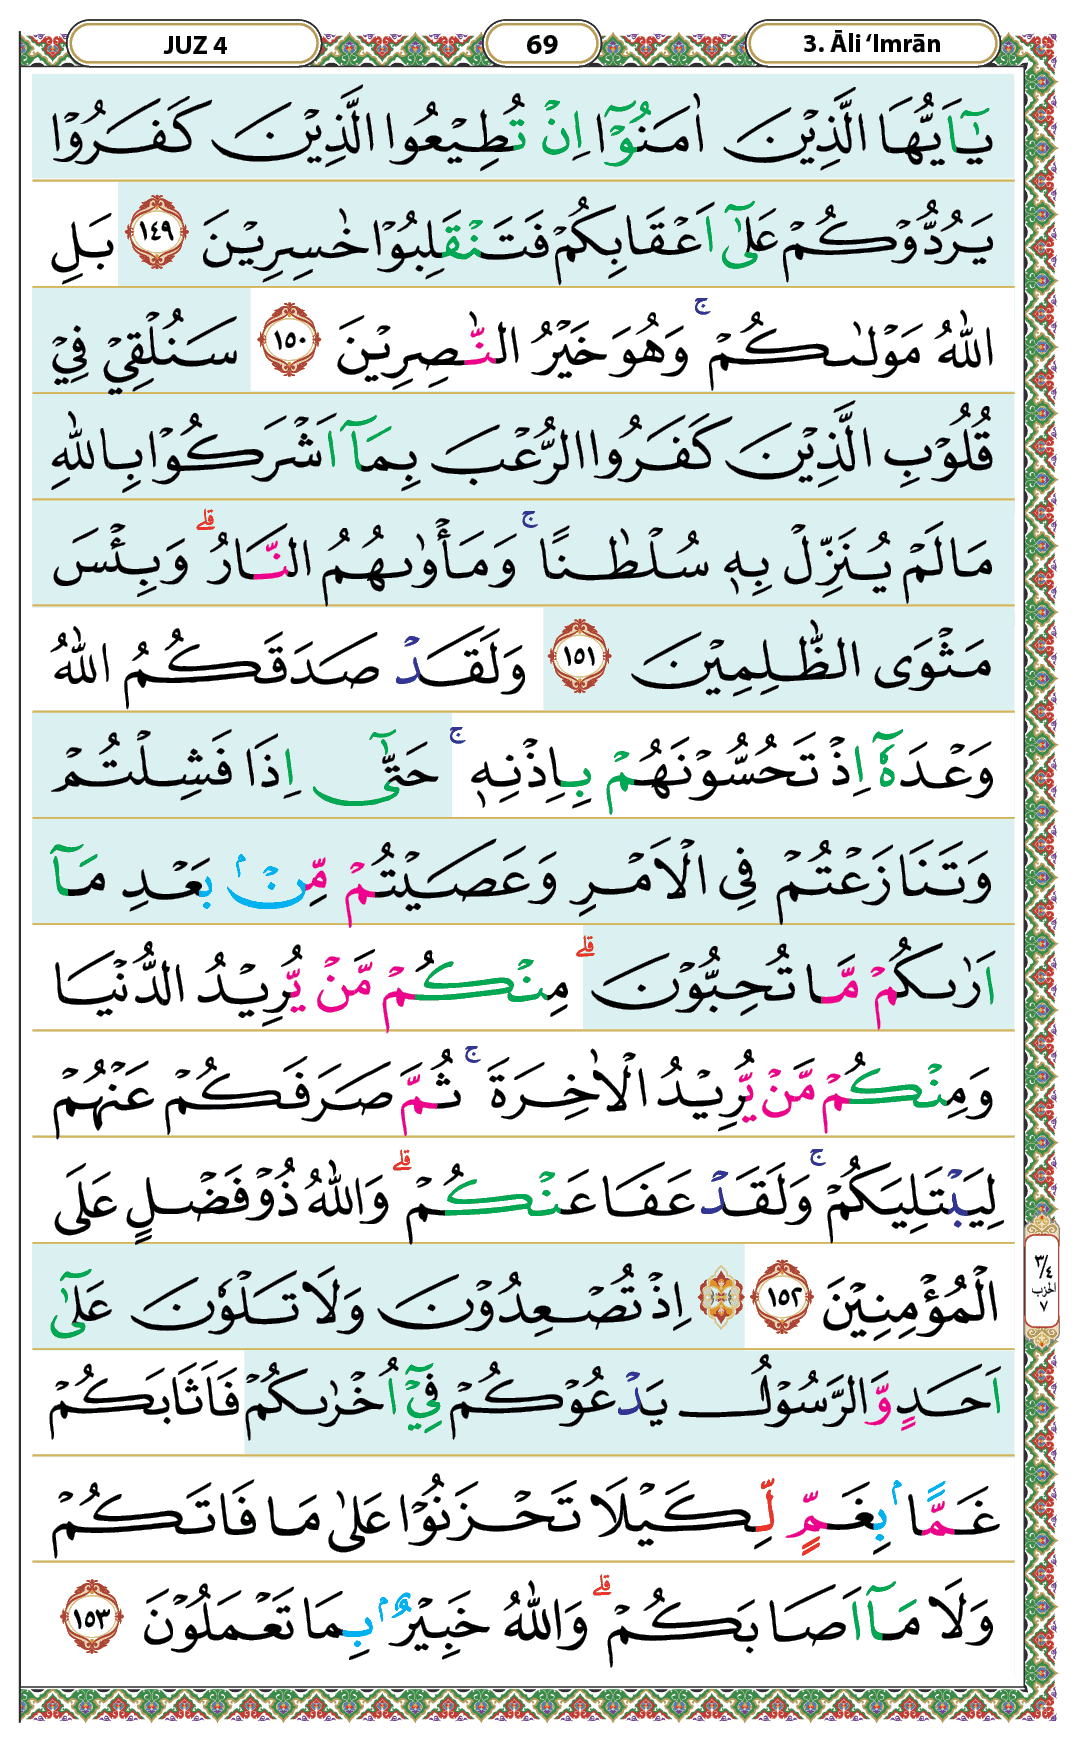 JUZ 4
69
3. Āli ‘Imrān
يٰٓاَيُّهَا الَّذِيْنَ اٰمَنُوْٓا اِنْ تُطِيْعُوا الَّذِيْنَ كَفَرُوْا
يَرُدُّوْكُمْ عَلٰٓى اَعْقَابِكُمْ فَتَنْقَلِبُوْا خٰسِرِيْنَ ١٤٩ بَلِ
اللّٰهُ مَوْلٰىكُمْ ۚ وَهُوَ خَيْرُ النّٰصِرِيْنَ ١٥٠ سَنُلْقِيْ فِيْ
قُلُوْبِ الَّذِيْنَ كَفَرُوا الرُّعْبَ بِمَآ اَشْرَكُوْا بِاللّٰهِ
مَا لَمْ يُنَزِّلْ بِهٖ سُلْطٰنًا ۚ وَمَأْوٰىهُمُ النَّارُ ۗ وَبِئْسَ
مَثْوَى الظّٰلِمِيْنَ ١٥١ وَلَقَدْ صَدَقَكُمُ اللّٰهُ
وَعْدَهٗٓ اِذْ تَحُسُّوْنَهُمْ بِاِذْنِهٖ ۚ حَتّٰٓى اِذَا فَشِلْتُمْ
وَتَنَازَعْتُمْ فِى الْاَمْرِ وَعَصَيْتُمْ مِّنْۢ بَعْدِ مَآ
اَرٰىكُمْ مَّا تُحِبُّوْنَ ۗ مِنْكُمْ مَّنْ يُّرِيْدُ الدُّنْيَا
وَمِنْكُمْ مَّنْ يُّرِيْدُ الْاٰخِرَةَ ۚ ثُمَّ صَرَفَكُمْ عَنْهُمْ
لِيَبْتَلِيَكُمْ ۚ وَلَقَدْ عَفَا عَنْكُمْ ۗ وَاللّٰهُ ذُوْ فَضْلٍ عَلَى
الْمُؤْمِنِيْنَ ١٥٢ اِذْ تُصْعِدُوْنَ وَلَا تَلْوٗنَ عَلٰٓى
اَحَدٍ وَّالرَّسُوْلُ يَدْعُوْكُمْ فِيْٓ اُخْرٰىكُمْ فَاَثَابَكُمْ
غَمًّاۢ بِغَمٍّ لِّكَيْلَا تَحْزَنُوْا عَلٰى مَا فَاتَكُمْ
وَلَا مَآ اَصَابَكُمْ ۗ وَاللّٰهُ خَبِيْرٌۢ بِمَا تَعْمَلُوْنَ ١٥٣
٣/٤
الحزب
٧